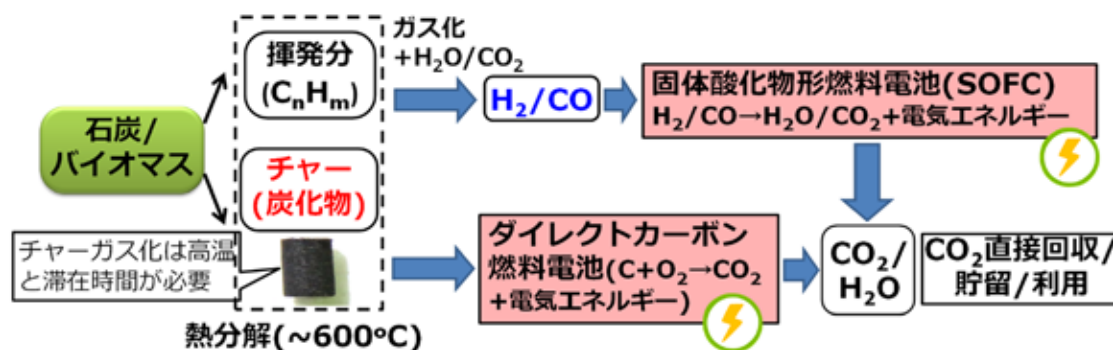 石炭/
バイオマス
揮発分
(CnHm)
チャー
(炭化物)
チャーガス化は高温
と滞在時間が必要
熱分解(~600℃)
ガス化
+H₂O/CO₂
H₂/CO
固体酸化物形燃料電池(SOFC)
H₂/CO→H₂O/CO₂+電気エネルギー
ダイレクトカーボン
燃料電池(C+O₂→CO₂
+電気エネルギー)
CO₂/
H₂O
CO₂直接回収/
貯留/利用